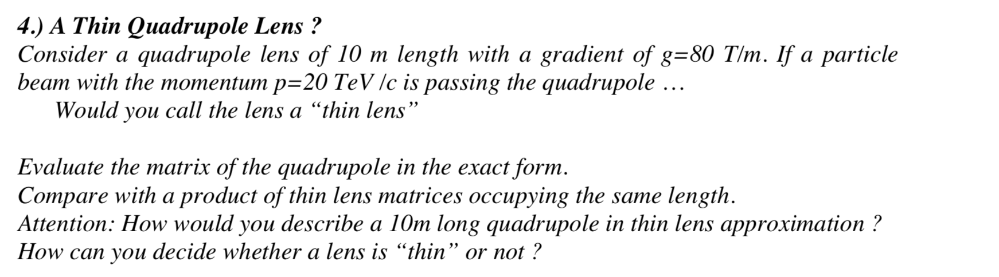 4.) A Thin Quadrupole Lens ?
Consider a quadrupole lens of 10 m length with a gradient of g=80 T/m. If a particle
beam with the momentum p=20 TeV /c is passing the quadrupole …
Would you call the lens a “thin lens”
Evaluate the matrix of the quadrupole in the exact form.
Compare with a product of thin lens matrices occupying the same length.
Attention: How would you describe a 10m long quadrupole in thin lens approximation ?
How can you decide whether a lens is “thin” or not ?